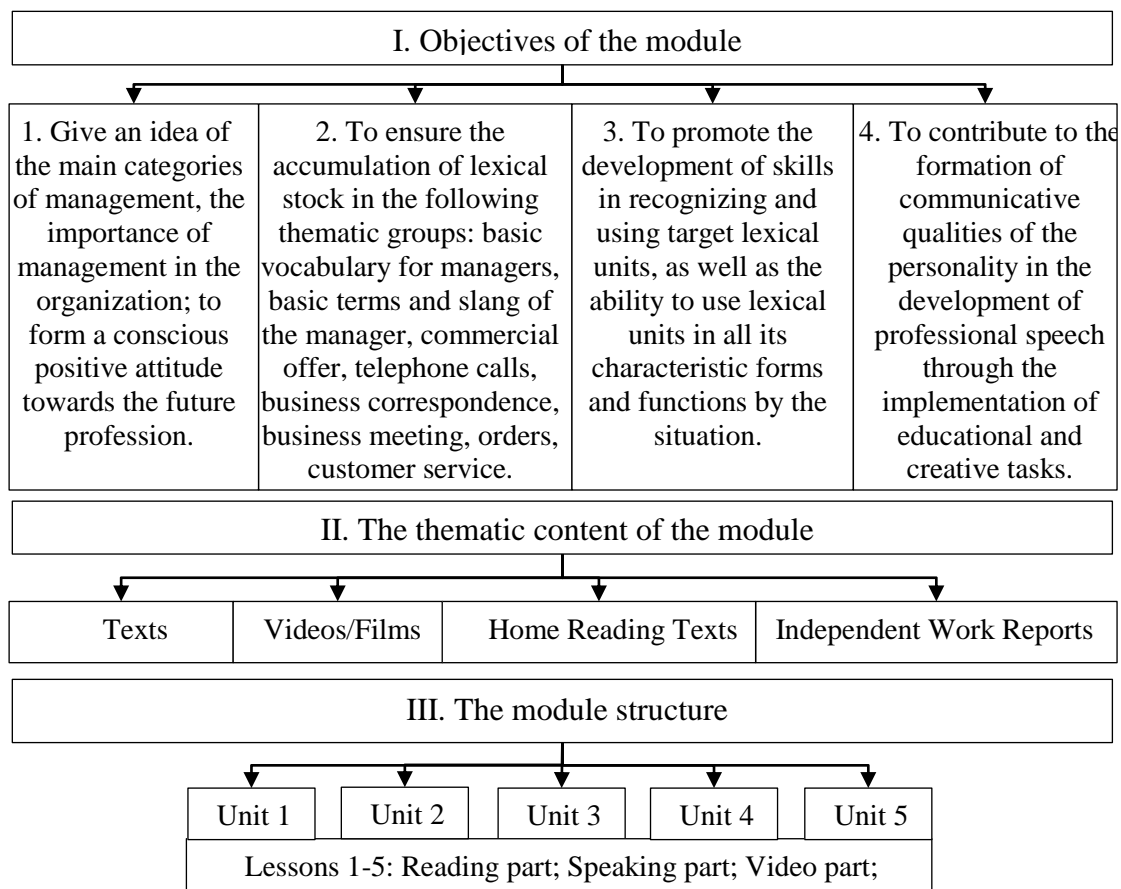 I. Objectives of the module
1. Give an idea of
the main categories
of management, the
importance of
management in the
organization; to
form a conscious
positive attitude
towards the future
profession.
2. To ensure the
accumulation of lexical
stock in the following
thematic groups: basic
vocabulary for managers,
basic terms and slang of
the manager, commercial
offer, telephone calls,
business correspondence,
business meeting, orders,
customer service.
3. To promote the
development of skills
in recognizing and
using target lexical
units, as well as the
ability to use lexical
units in all its
characteristic forms
and functions by the
situation.
4. To contribute to the
formation of
communicative
qualities of the
personality in the
development of
professional speech
through the
implementation of
educational and
creative tasks.
II. The thematic content of the module
Texts
Videos/Films
Home Reading Texts
Independent Work Reports
III. The module structure
Unit 1
Unit 2
Unit 3
Unit 4
Unit 5
Lessons 1-5: Reading part; Speaking part; Video part;